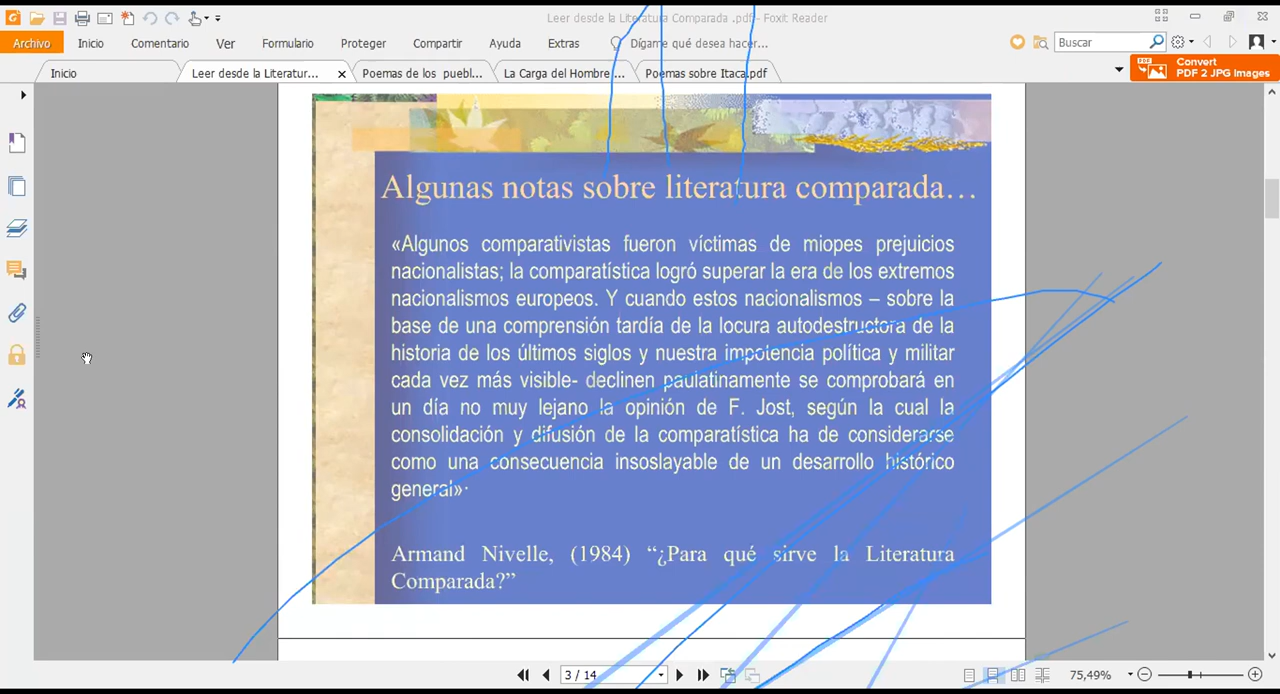 Leer desde la Literatura Comparada .pdf - Foxit Reader
Archivo Inicio Comentario Ver Formulario Proteger Compartir Ayuda Extras Dígame qué desea hacer... Buscar
Inicio Leer desde la Literatur... Poemas de los puebl... La Carga del Hombre ... Poemas sobre Itaca.pdf
Convert
PDF 2 JPG Images
Algunas notas sobre literatura comparada…
«Algunos comparativistas fueron víctimas de miopes prejuicios
nacionalistas; la comparatística logró superar la era de los extremos
nacionalismos europeos. Y cuando estos nacionalismos – sobre la
base de una comprensión tardía de la locura autodestructora de la
historia de los últimos siglos y nuestra impotencia política y militar
cada vez más visible- declinen paulatinamente se comprobará en
un día no muy lejano la opinión de F. Jost, según la cual la
consolidación y difusión de la comparatística ha de considerarse
como una consecuencia insoslayable de un desarrollo histórico
general»·
Armand Nivelle, (1984) “¿Para qué sirve la Literatura
Comparada?”
3 / 14
75,49%